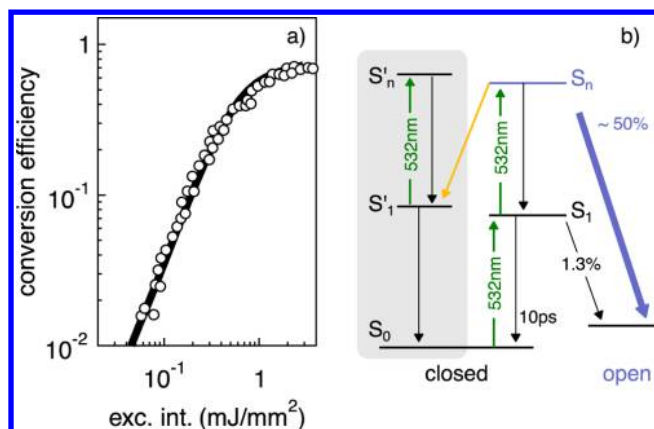 a)
conversion efficiency
1
10⁻¹
10⁻²
10⁻¹
1
exc. int. (mJ/mm²)
b)
S'ₙ
Sₙ
532nm
532nm
~ 50%
S'₁
S₁
1.3%
532nm
10ps
S₀
closed
open